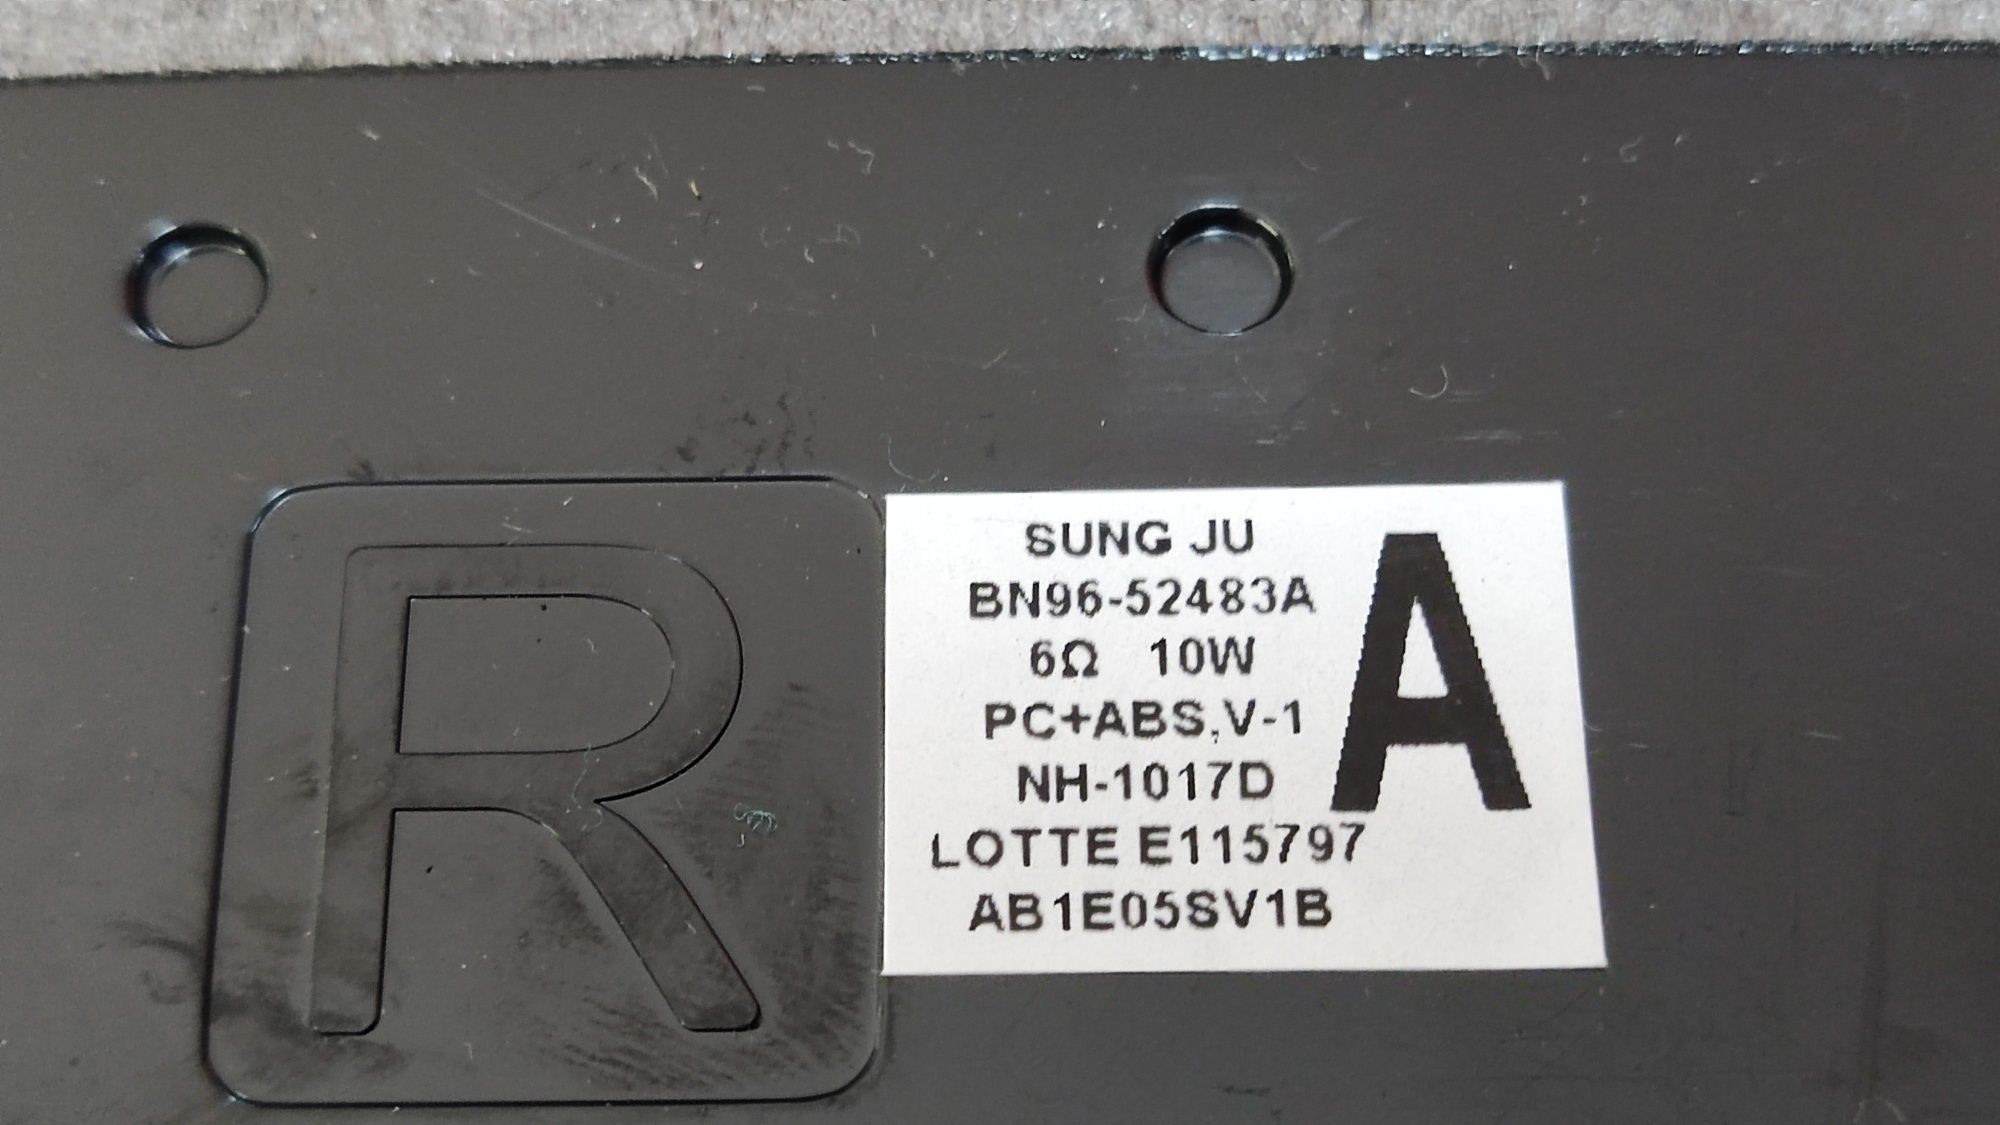 R
SUNG JU
BN96-52483A
6Ω 10W
PC+ABS,V-1
NH-1017D
LOTTE E115797
AB1E05SV1B
A